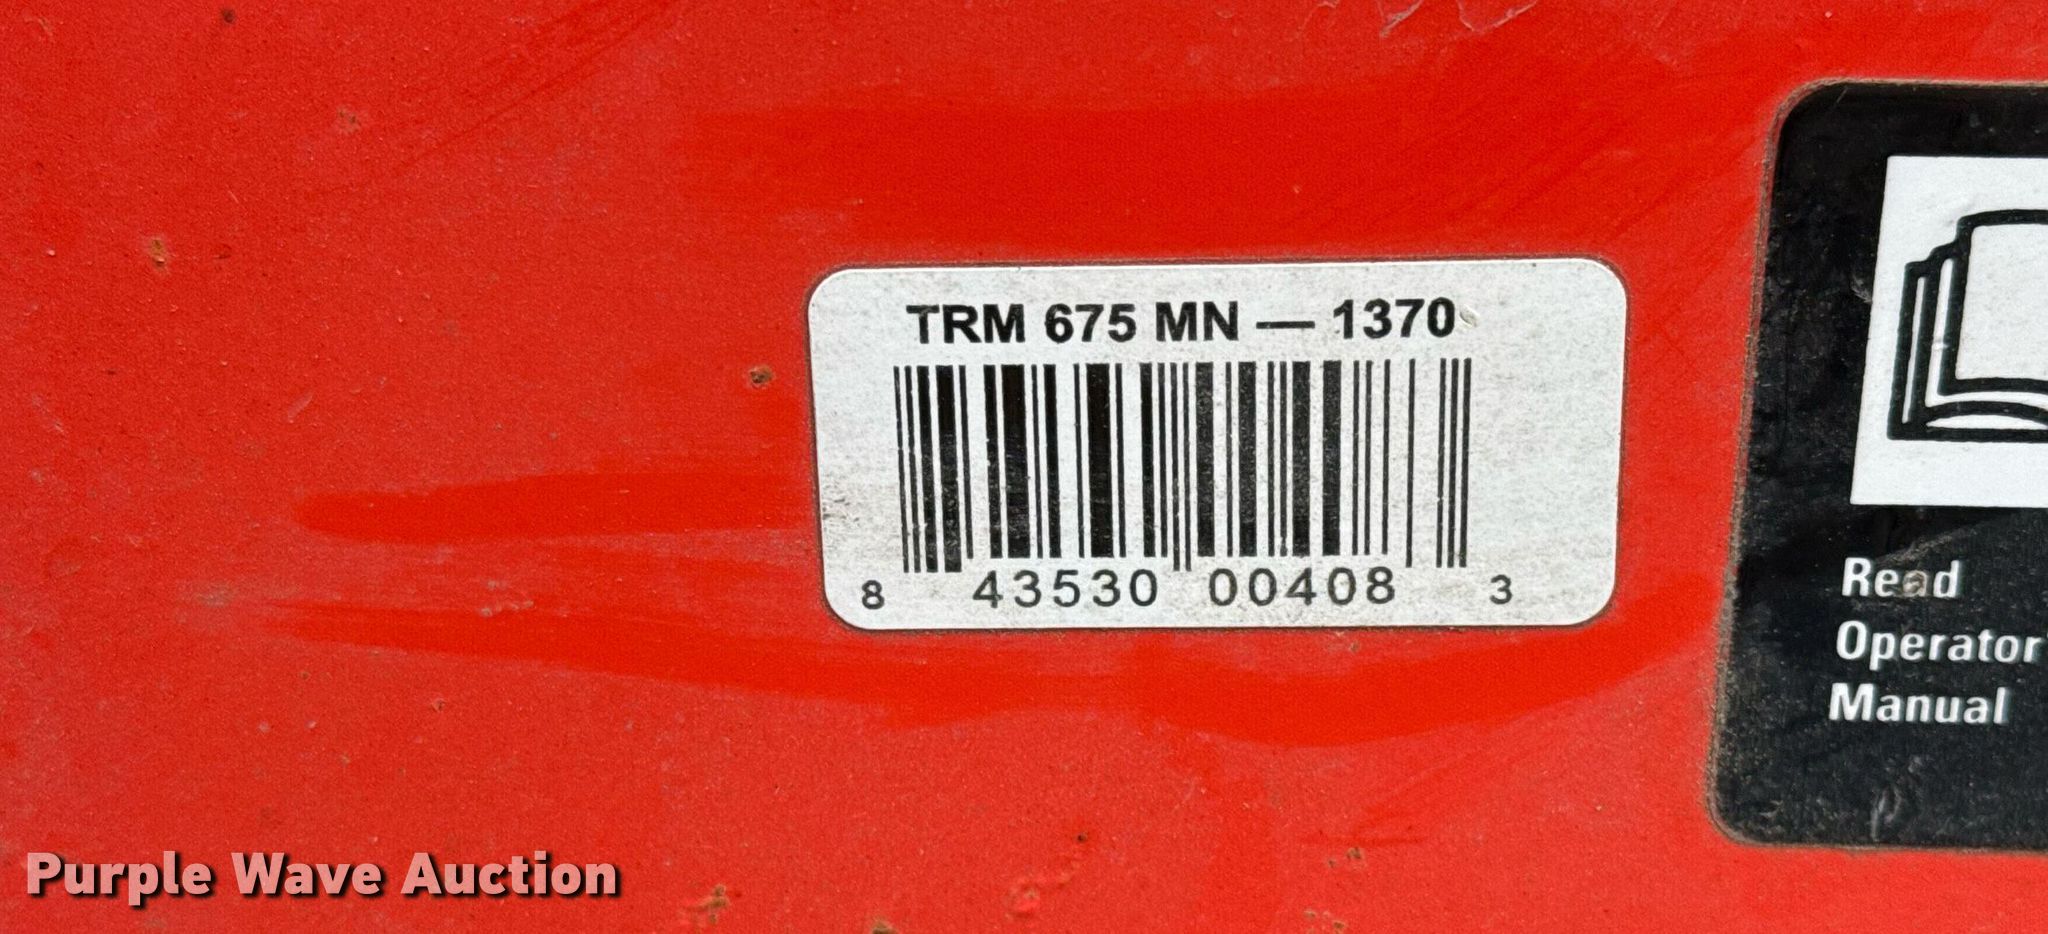 TRM 675 MN — 1370
8 43530 00408 3
Read
Operator
Manual
Purple Wave Auction